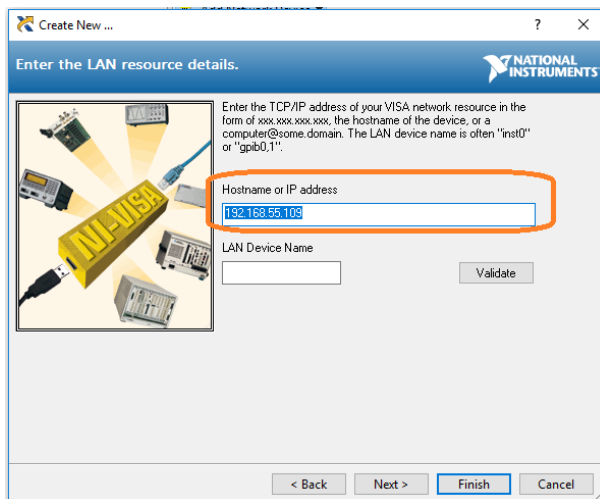 Create New ...
?
Enter the LAN resource details.
NATIONAL
INSTRUMENTS
Enter the TCP/IP address of your VISA network resource in the
form of xxx.xxx.xxx.xxx, the hostname of the device, or a
computer@some.domain. The LAN device name is often "inst0"
or "gpib0,1".
NI-VISA
Hostname or IP address
192.168.55.109
LAN Device Name
Validate
< Back
Next >
Finish
Cancel